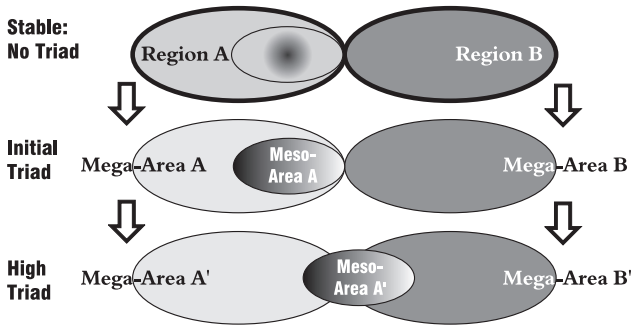 Stable:
No Triad
Region A
Region B
Initial
Triad
Mega-Area A
Meso-
Area A
Mega-Area B
High
Triad
Mega-Area A'
Meso-
Area A'
Mega-Area B'